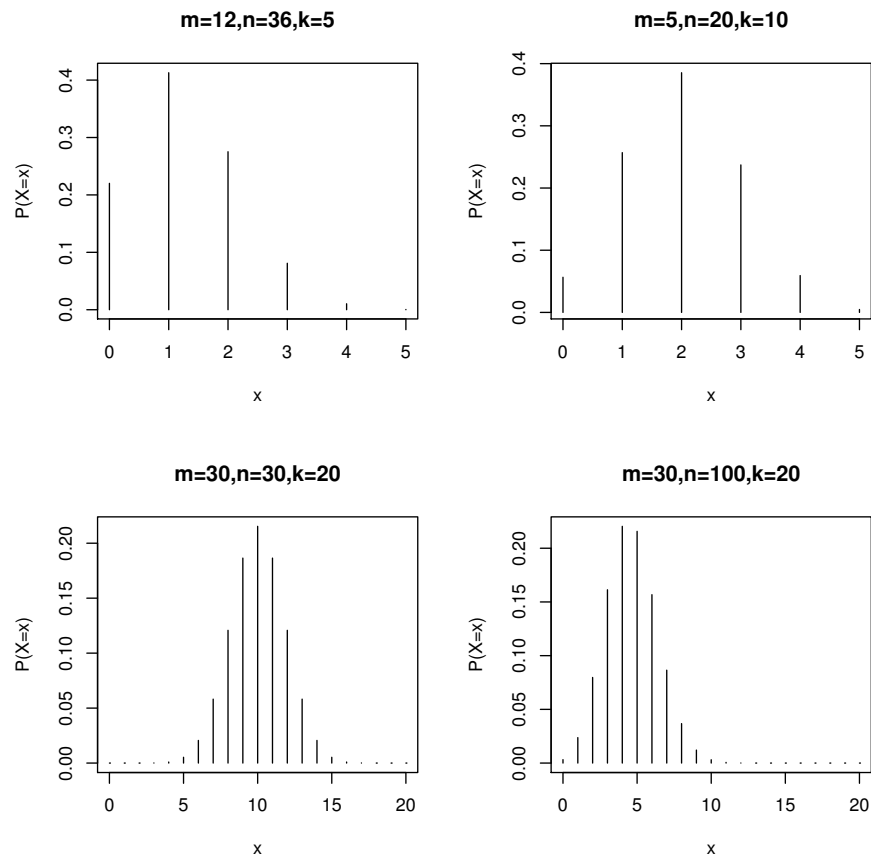 m=12,n=36,k=5
P(X=x)
0.0 0.1 0.2 0.3 0.4
0 1 2 3 4 5
x
m=5,n=20,k=10
P(X=x)
0.0 0.1 0.2 0.3 0.4
0 1 2 3 4 5
x
m=30,n=30,k=20
P(X=x)
0.00 0.05 0.10 0.15 0.20
0 5 10 15 20
x
m=30,n=100,k=20
P(X=x)
0.00 0.05 0.10 0.15 0.20
0 5 10 15 20
x